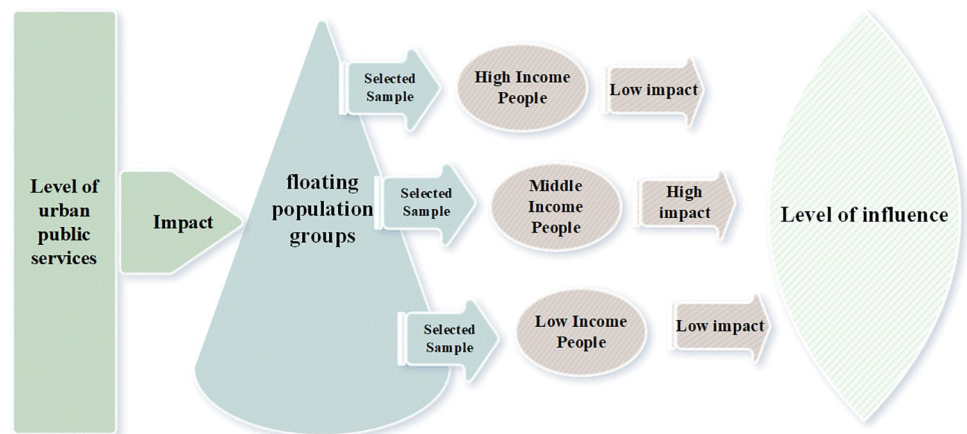 Level of
urban
public
services
Impact
floating
population
groups
Selected
Sample
High Income
People
Low impact
Selected
Sample
Middle
Income
People
High
impact
Selected
Sample
Low Income
People
Low impact
Level of influence